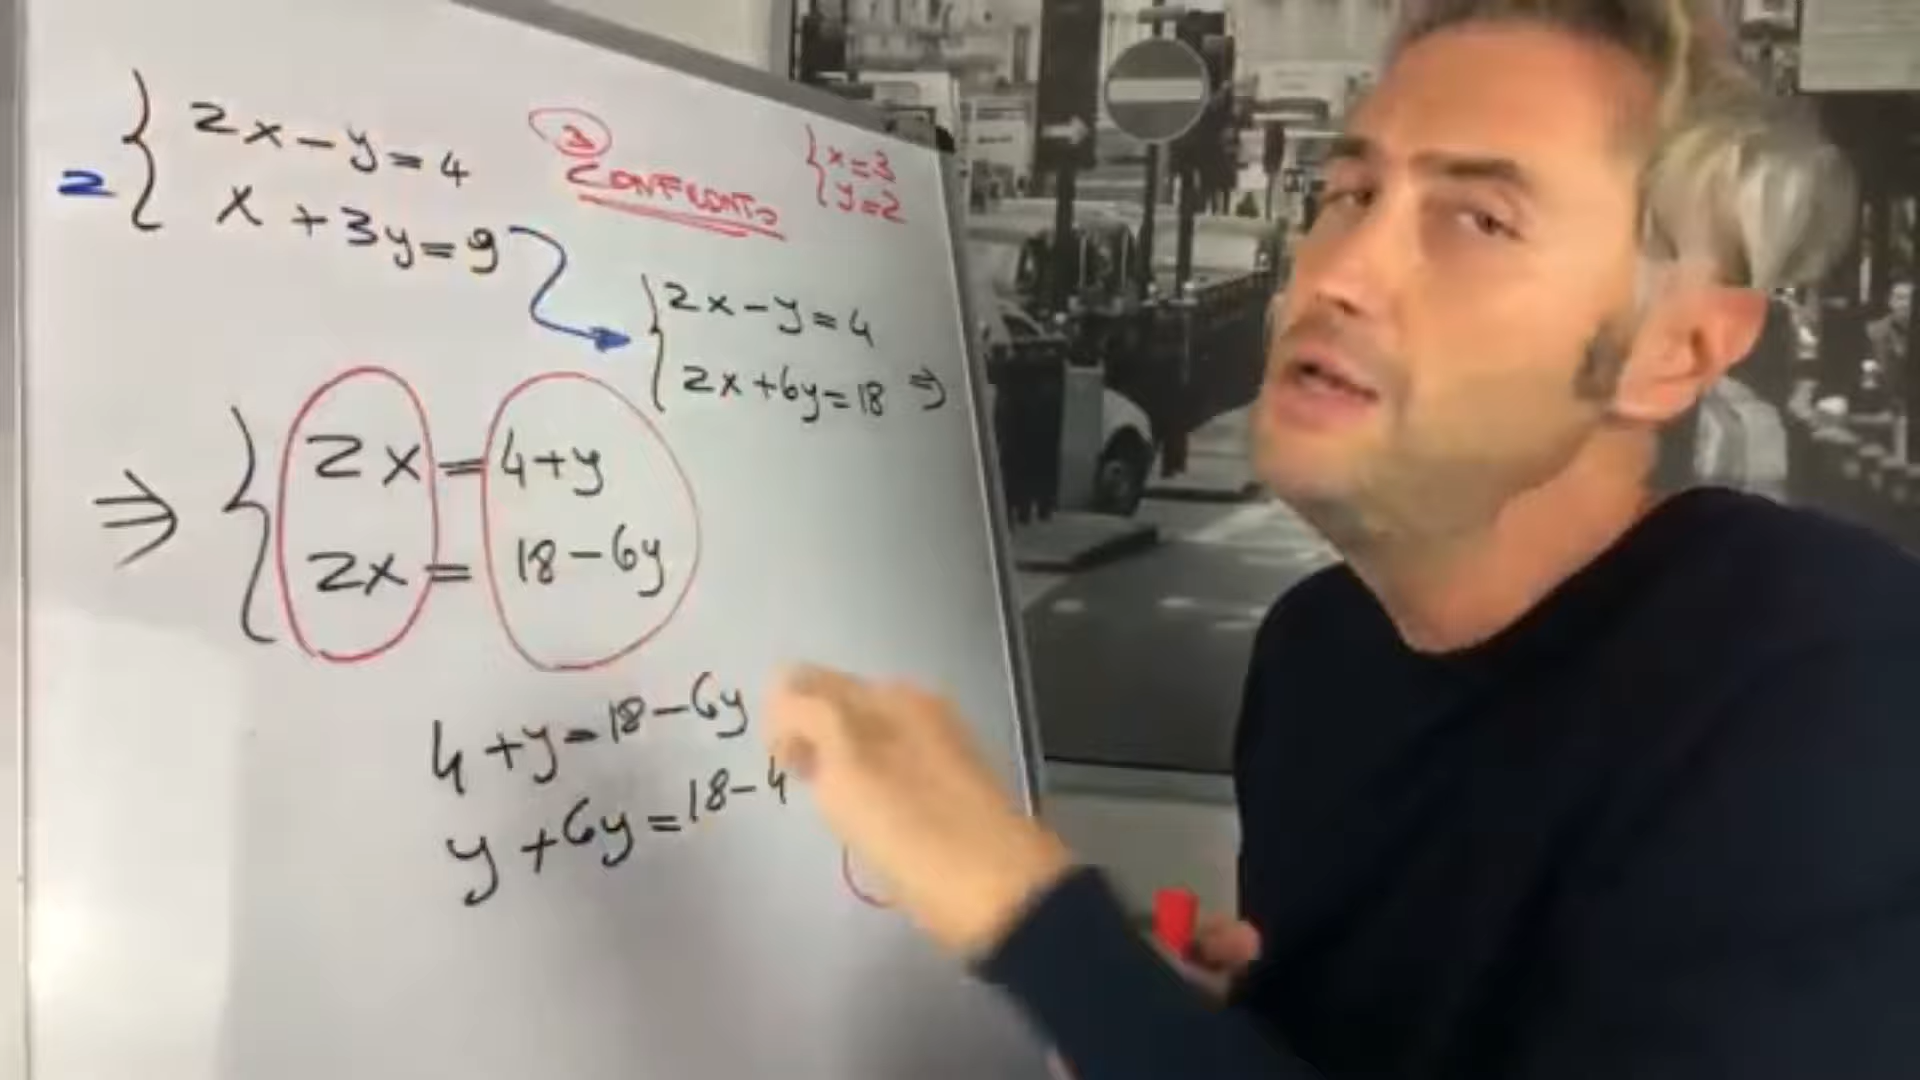 2x-y=4
2
x+3y=9
3
CONFRONTO
x=3
y=2
2x-y=4
2x+6y=18 ⇒
⇒ 2x=4+y
2x=18-6y
4+y=18-6y
y+6y=18-4